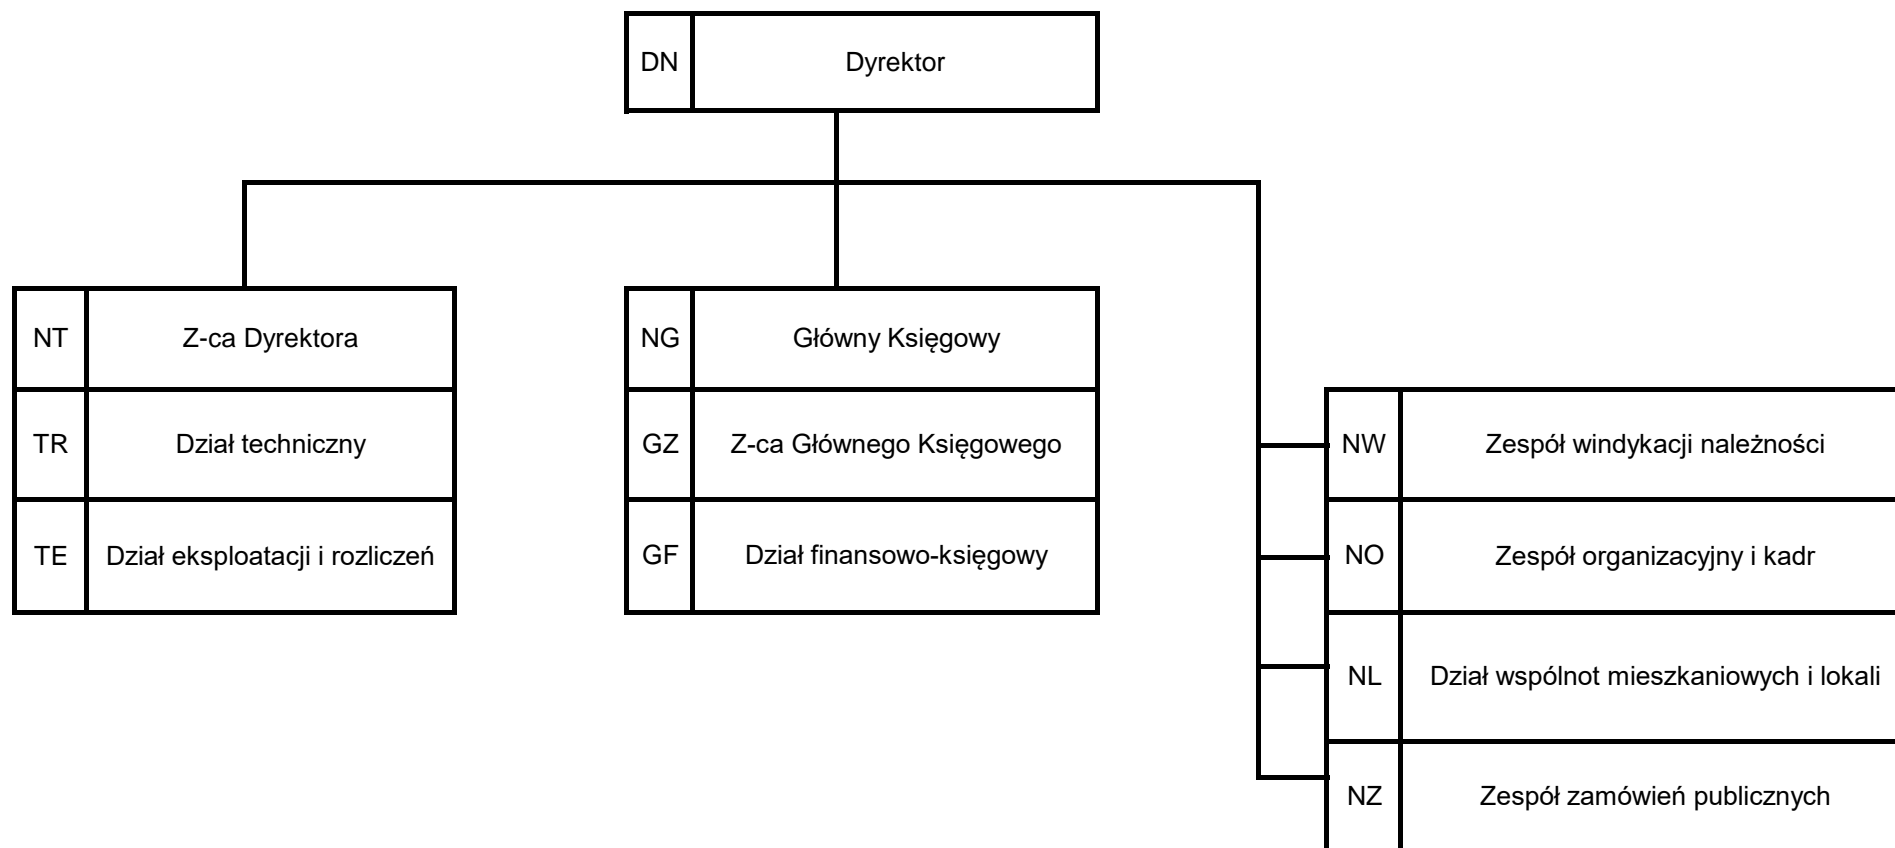 DN Dyrektor
NT Z-ca Dyrektora
TR Dział techniczny
TE Dział eksploatacji i rozliczeń
NG Główny Księgowy
GZ Z-ca Głównego Księgowego
GF Dział finansowo-księgowy
NW Zespół windykacji należności
NO Zespół organizacyjny i kadr
NL Dział wspólnot mieszkaniowych i lokali
NZ Zespół zamówień publicznych